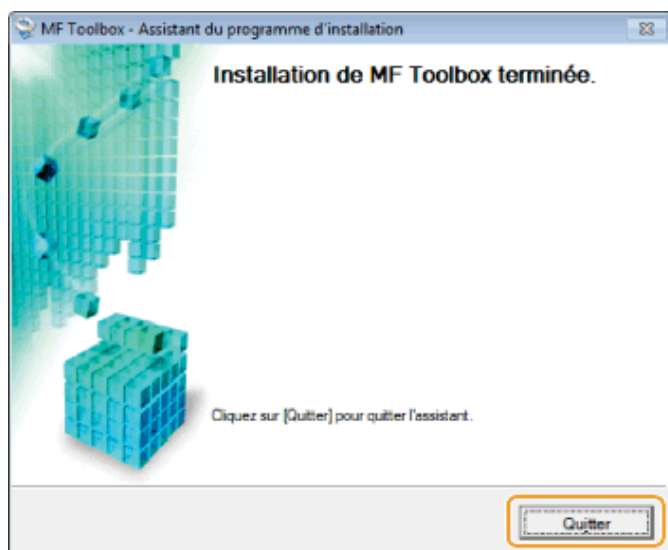 MF Toolbox - Assistant du programme d'installation
Installation de MF Toolbox terminée.
Cliquez sur [Quitter] pour quitter l'assistant.
Quitter